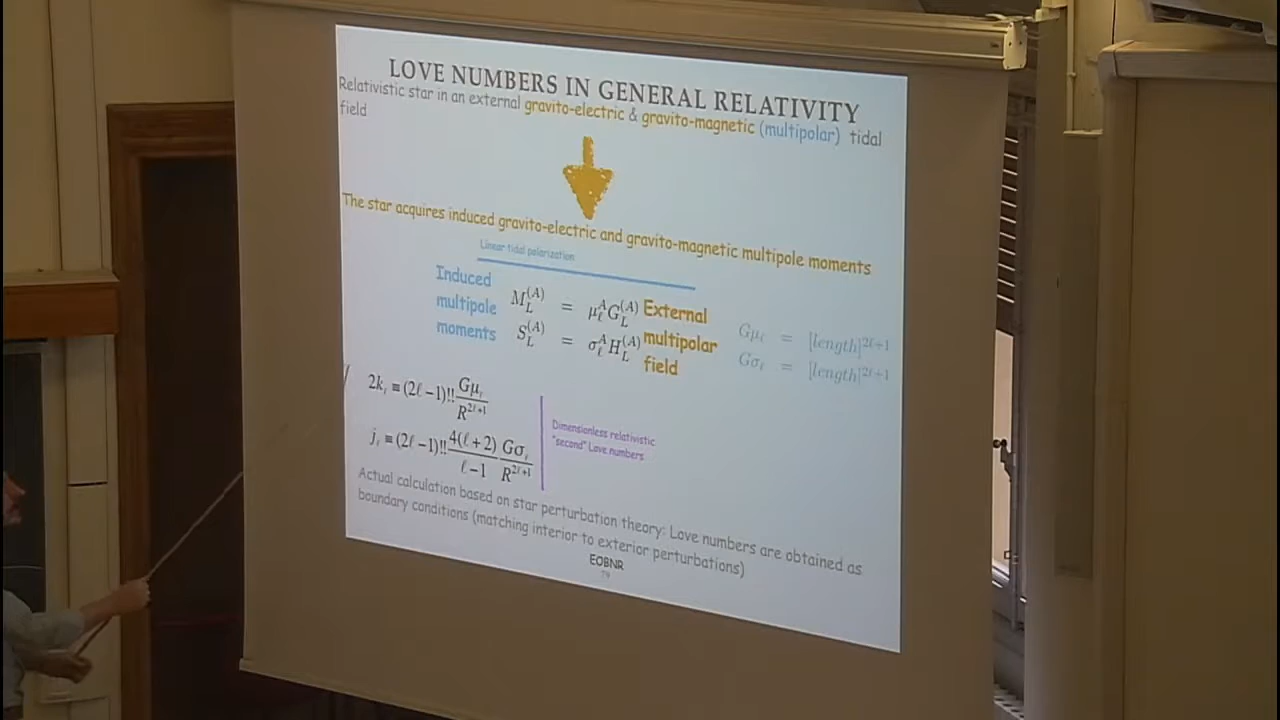 LOVE NUMBERS IN GENERAL RELATIVITY
Relativistic star in an external gravito-electric & gravito-magnetic (multipolar) tidal
field
The star acquires induced gravito-electric and gravito-magnetic multipole moments
Linear tidal polarization
Induced
multipole
moments
M_L^{(A)} = μ_ℓ^A G_L^{(A)}
S_L^{(A)} = σ_ℓ^A H_L^{(A)}
External
multipolar
field
Gμ_ℓ = [length]^{2ℓ+1}
Gσ_ℓ = [length]^{2ℓ+1}
2k_ℓ ≡ (2ℓ−1)!! Gμ_ℓ / R^{2ℓ+1}
j_ℓ ≡ (2ℓ−1)!! 4(ℓ+2) / ℓ−1 Gσ_ℓ / R^{2ℓ+1}
Dimensionless relativistic
"second" Love numbers
Actual calculation based on star perturbation theory: Love numbers are obtained as
boundary conditions (matching interior to exterior perturbations)
EOBNR